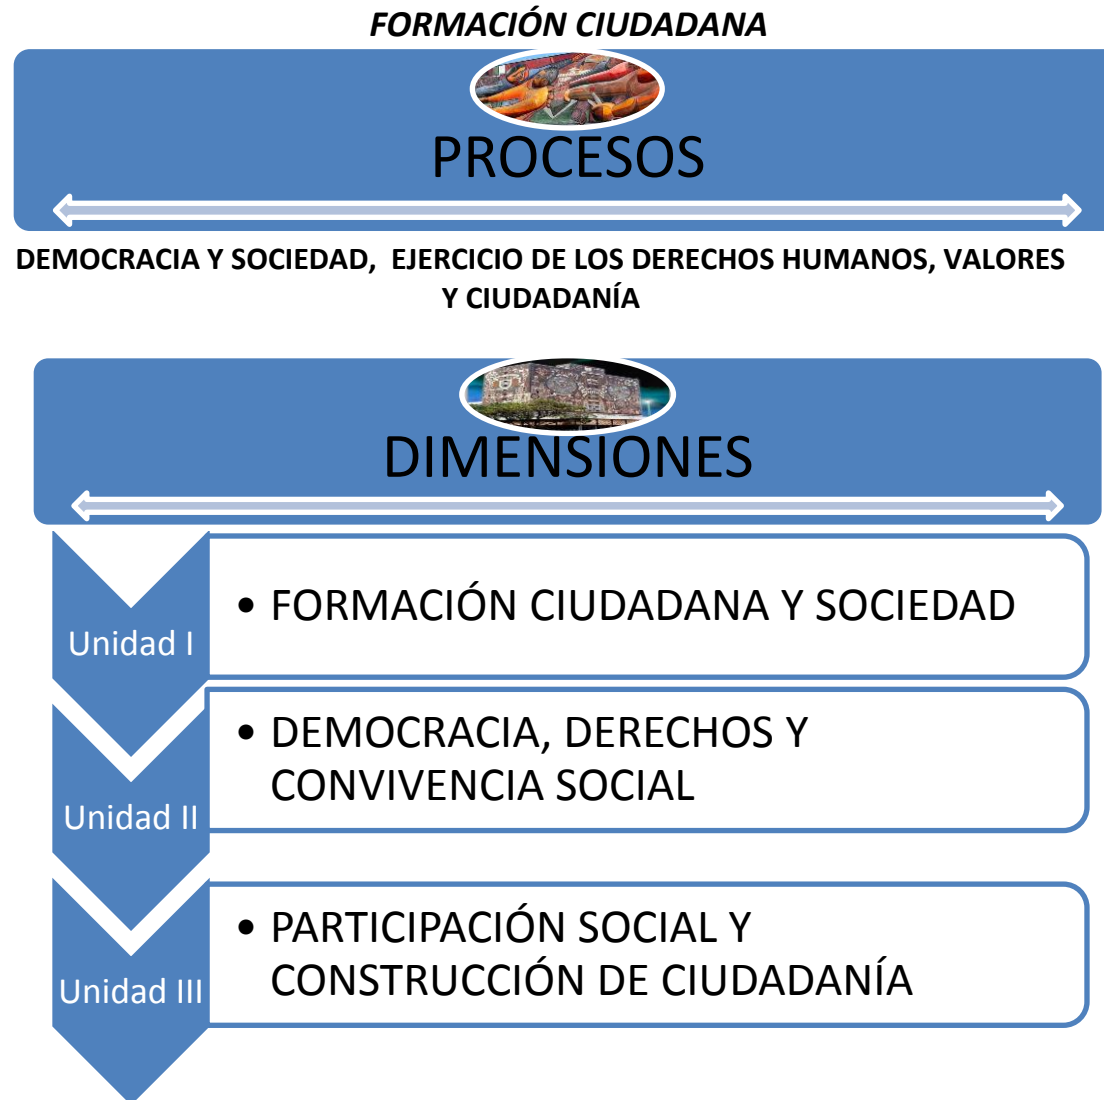 FORMACIÓN CIUDADANA
PROCESOS
DEMOCRACIA Y SOCIEDAD, EJERCICIO DE LOS DERECHOS HUMANOS, VALORES
Y CIUDADANÍA
DIMENSIONES
Unidad I
• FORMACIÓN CIUDADANA Y SOCIEDAD
Unidad II
• DEMOCRACIA, DERECHOS Y
CONVIVENCIA SOCIAL
Unidad III
• PARTICIPACIÓN SOCIAL Y
CONSTRUCCIÓN DE CIUDADANÍA